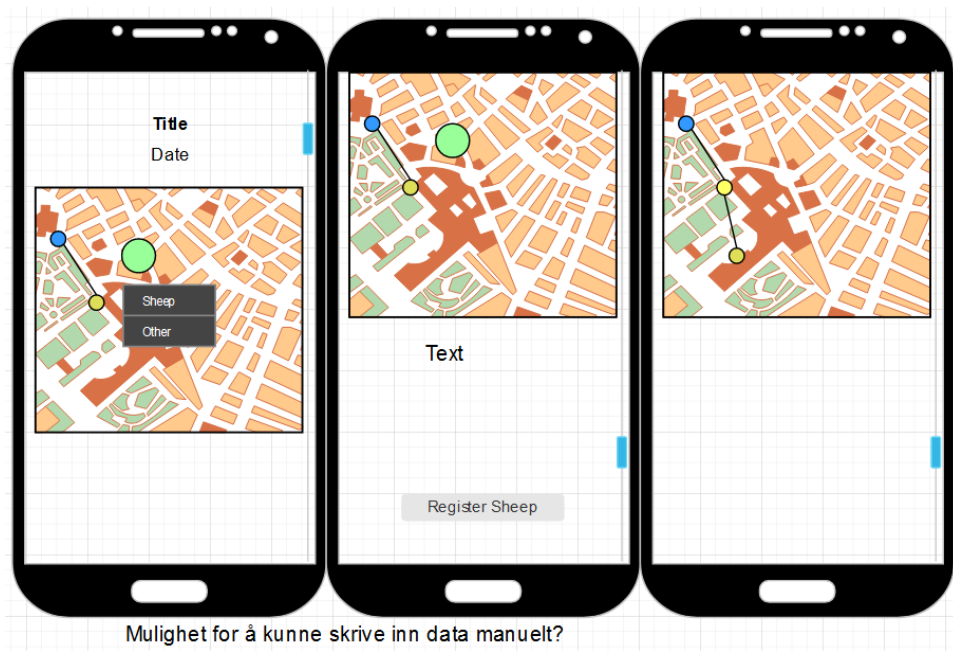 Title
Date
Sheep
Other
Text
Register Sheep
Mulighet for å kunne skrive inn data manuelt?